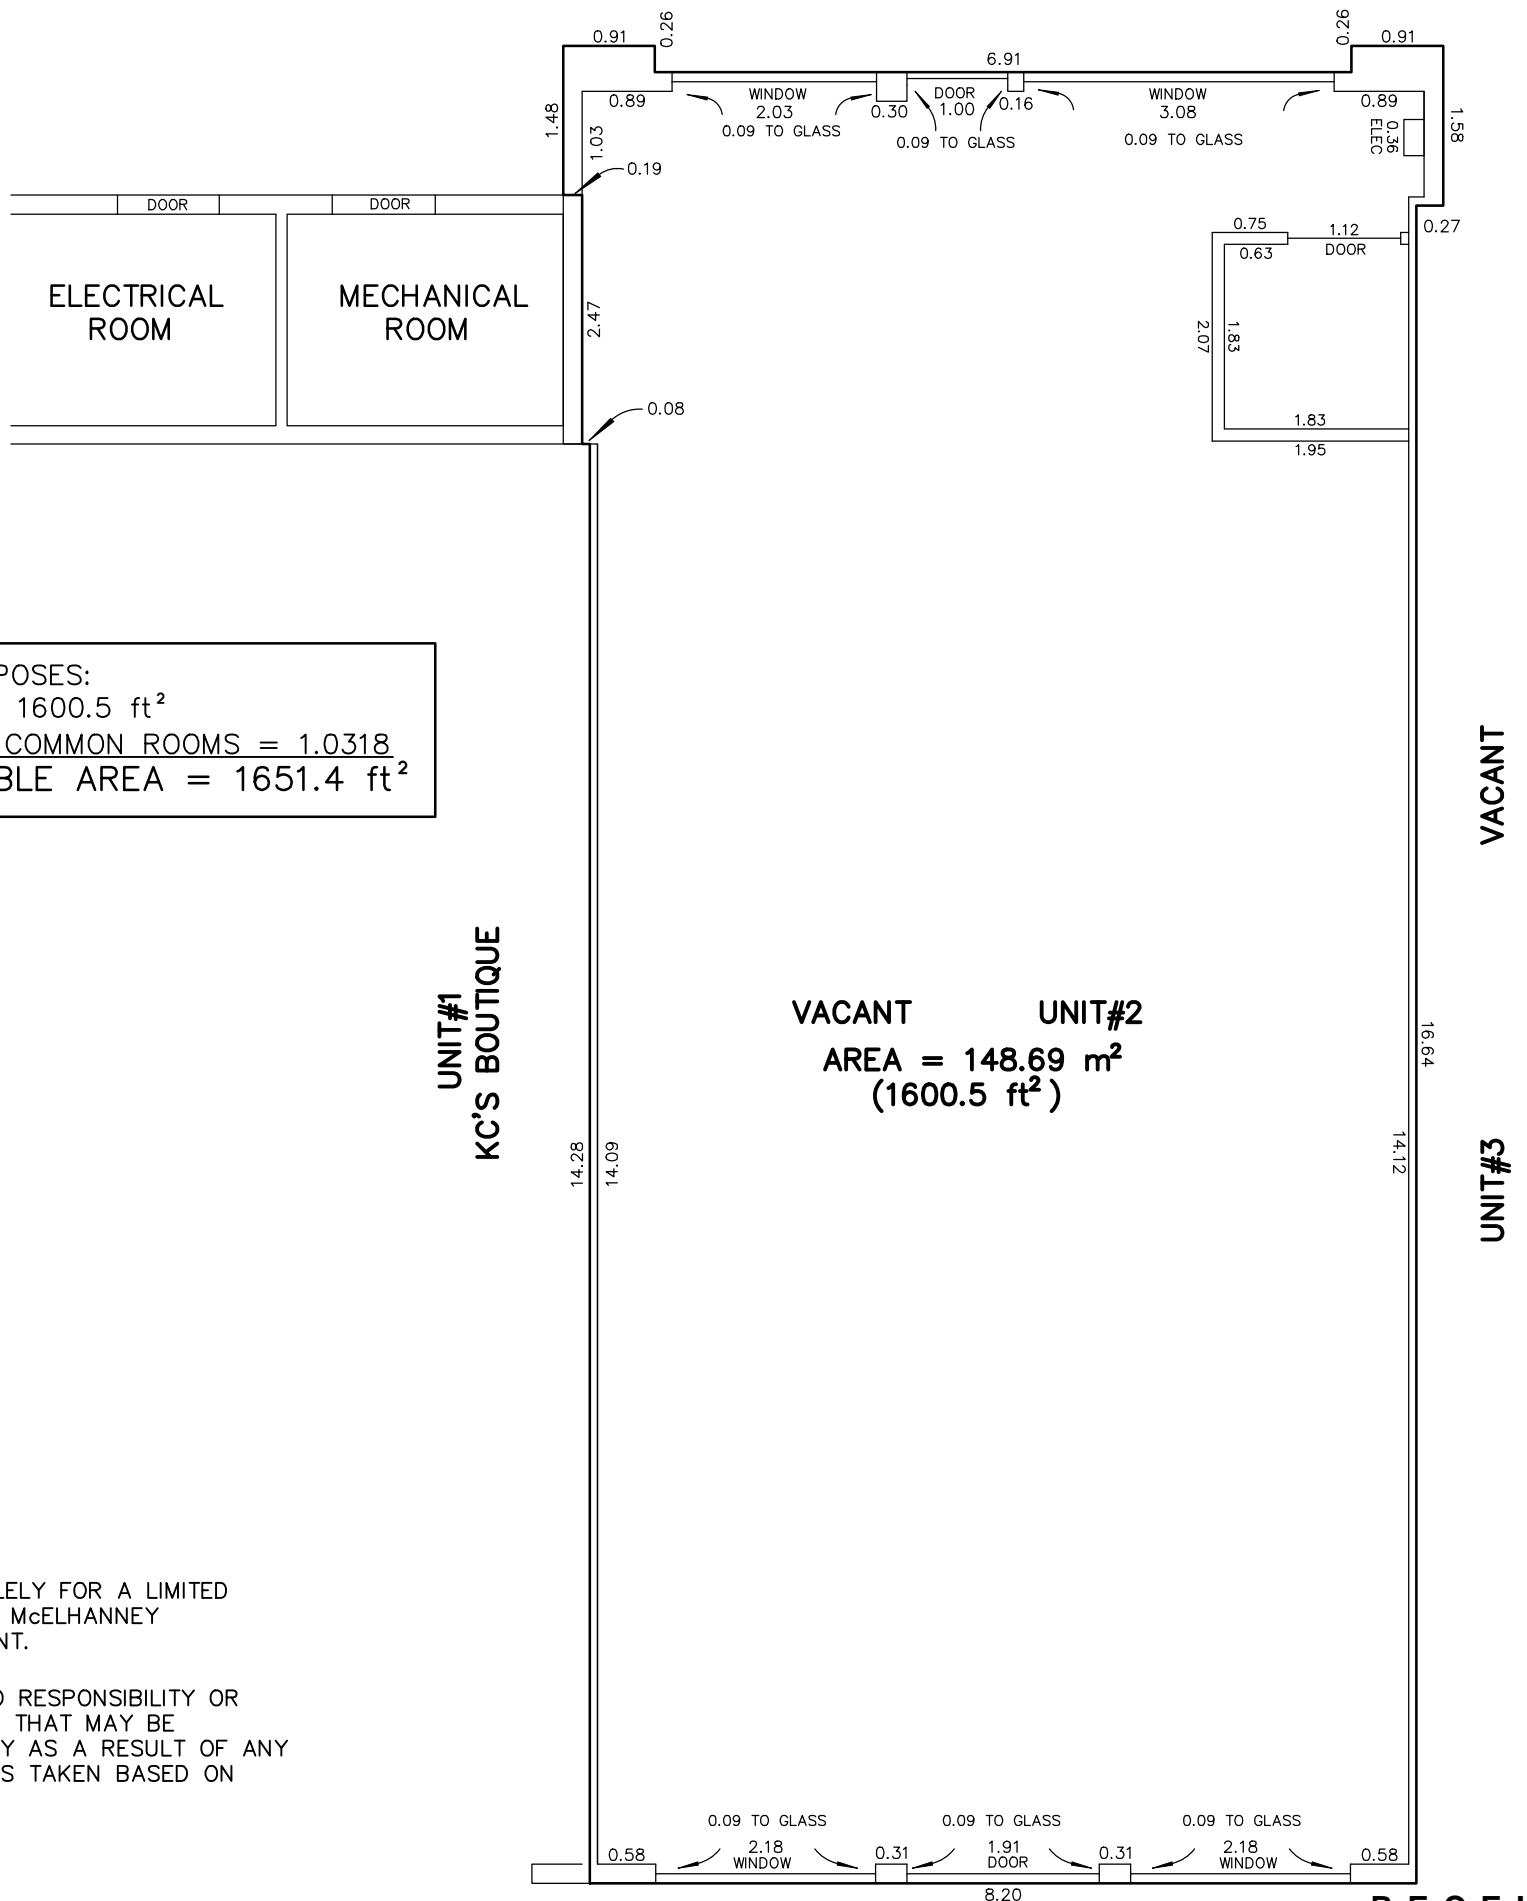 0.91
0.26
6.91
0.26
0.91
0.89
WINDOW
2.03
0.09 TO GLASS
0.30
DOOR
1.00
0.16
0.09 TO GLASS
WINDOW
3.08
0.09 TO GLASS
0.89
0.36
ELEC
1.58
1.48
1.03
0.19
DOOR
DOOR
0.27
0.75
1.12
DOOR
0.63
ELECTRICAL
ROOM
MECHANICAL
ROOM
2.47
2.07
1.83
0.08
1.83
1.95
POSES:
1600.5 ft²
COMMON ROOMS = 1.0318
BLE AREA = 1651.4 ft²
VACANT
UNIT#1
KC'S BOUTIQUE
VACANT UNIT#2
AREA = 148.69 m²
(1600.5 ft²)
16.64
14.28
14.09
14.12
UNIT#3
LELY FOR A LIMITED
McELHANNEY
NT.
RESPONSIBILITY OR
THAT MAY BE
Y AS A RESULT OF ANY
S TAKEN BASED ON
0.09 TO GLASS
0.09 TO GLASS
0.09 TO GLASS
0.58
2.18
WINDOW
0.31
1.91
DOOR
0.31
2.18
WINDOW
0.58
8.20